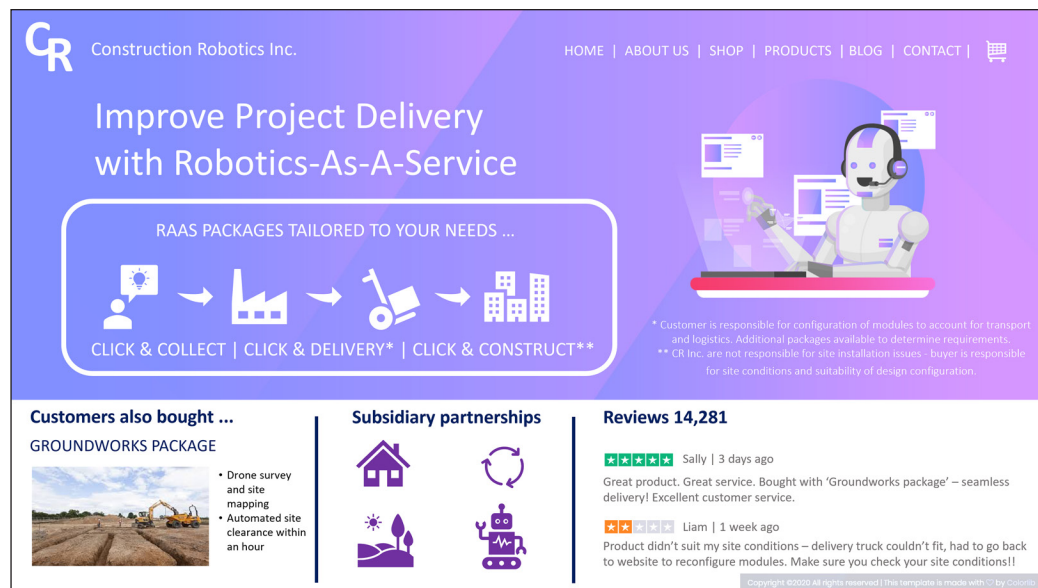 CR
Construction Robotics Inc.
HOME | ABOUT US | SHOP | PRODUCTS | BLOG | CONTACT |
Improve Project Delivery
with Robotics-As-A-Service
RAAS PACKAGES TAILORED TO YOUR NEEDS ...
CLICK & COLLECT | CLICK & DELIVERY* | CLICK & CONSTRUCT**
* Customer is responsible for configuration of modules to account for transport
and logistics. Additional packages available to determine requirements.
** CR Inc. are not responsible for site installation issues - buyer is responsible
for site conditions and suitability of design configuration.
Customers also bought ...
GROUNDWORKS PACKAGE
• Drone survey
and site
mapping
• Automated site
clearance within
an hour
Subsidiary partnerships
Reviews 14,281
Sally | 3 days ago
Great product. Great service. Bought with ‘Groundworks package’ – seamless
delivery! Excellent customer service.
Liam | 1 week ago
Product didn’t suit my site conditions – delivery truck couldn’t fit, had to go back
to website to reconfigure modules. Make sure you check your site conditions!!
Copyright ©2020 All rights reserved | This template is made with ♡ by Colorlib